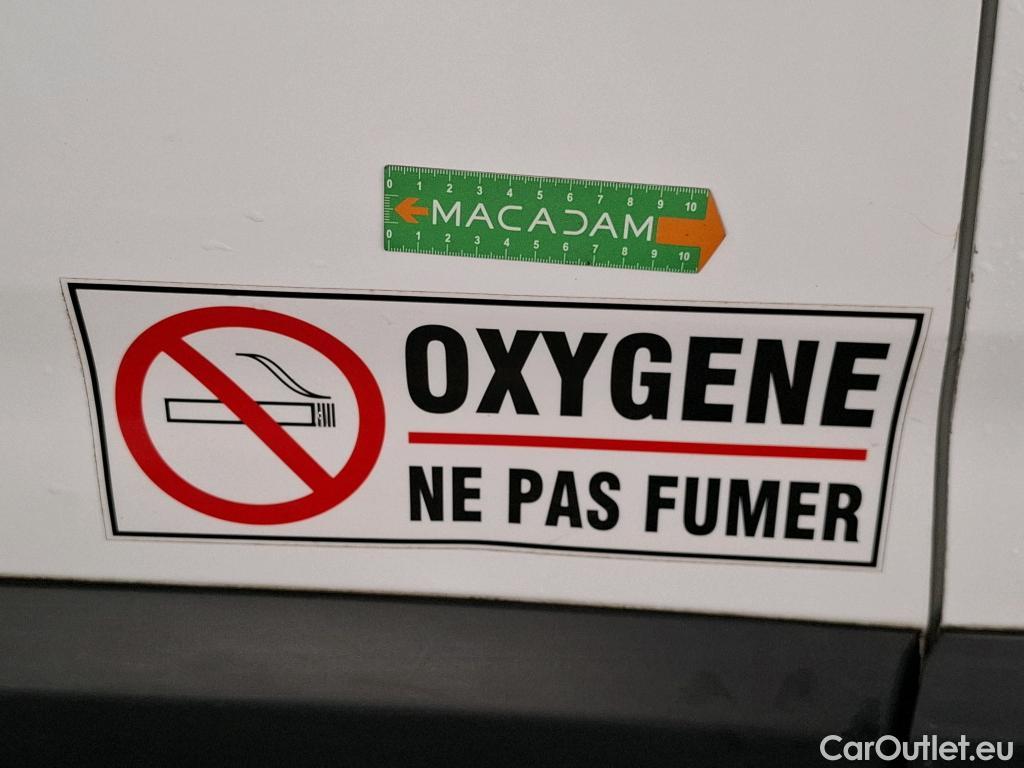 0 1 2 3 4 5 6 7 8 9 10
MACADAM
0 1 2 3 4 5 6 7 8 9 10
OXYGENE
NE PAS FUMER
CarOutlet.eu